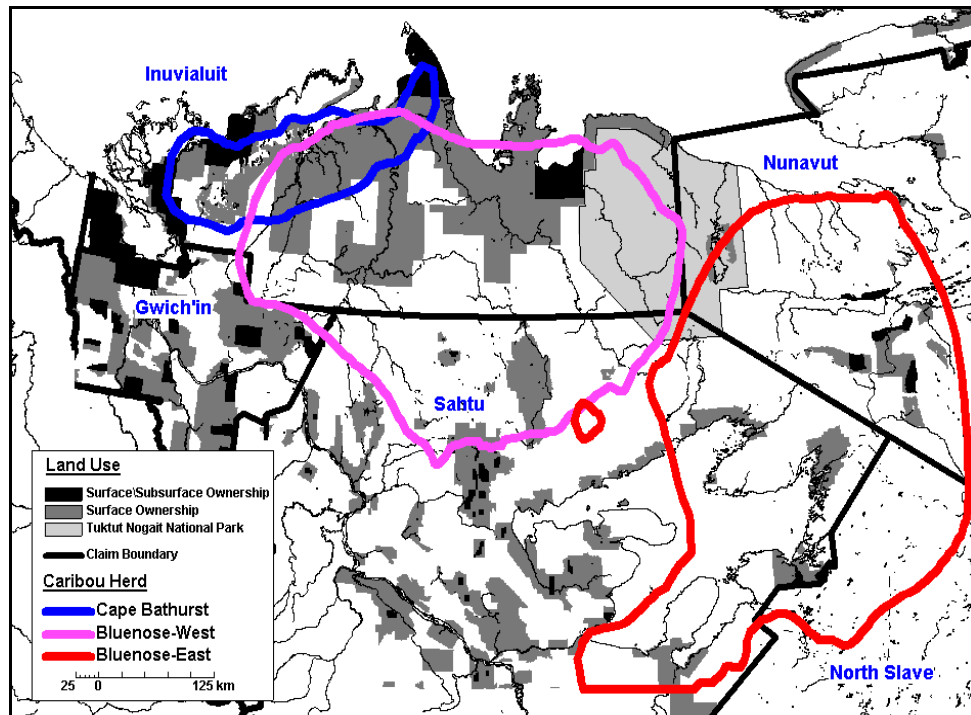 Inuvialuit
Nunavut
Gwich'in
Sahtu
North Slave
Land Use
Surface\Subsurface Ownership
Surface Ownership
Tuktut Nogait National Park
Claim Boundary
Caribou Herd
Cape Bathurst
Bluenose-West
Bluenose-East
25 0 125 km